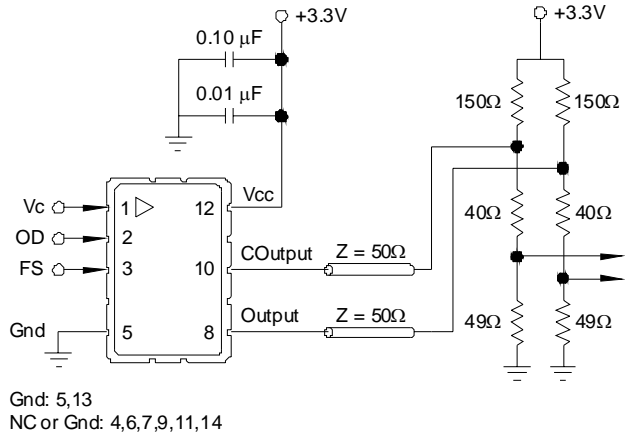 +3.3V
+3.3V
0.10 µF
0.01 µF
150Ω
150Ω
Vcc
Vc
1
12
OD
2
40Ω
40Ω
FS
3
10
COutput
Z = 50Ω
Gnd
5
8
Output
Z = 50Ω
49Ω
49Ω
Gnd: 5,13
NC or Gnd: 4,6,7,9,11,14